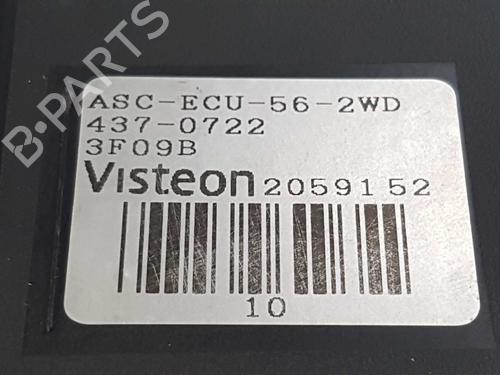 ASC-ECU-56-2WD
437-0722
3F09B
Visteon 2059152
10
B-PARTS